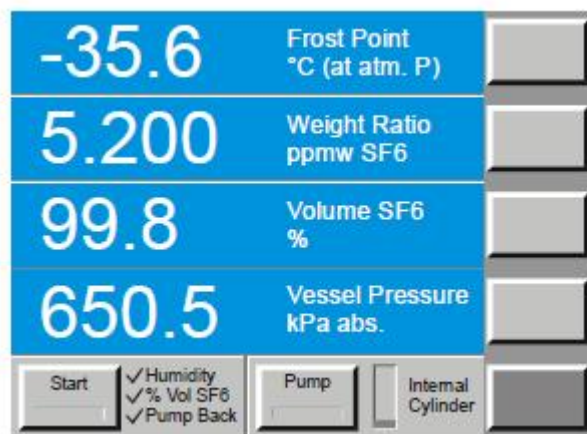 -35.6 Frost Point
°C (at atm. P)
5.200 Weight Ratio
ppmw SF6
99.8 Volume SF6
%
650.5 Vessel Pressure
kPa abs.
Start ✓Humidity
✓% Vol SF6
✓Pump Back
Pump Internal
Cylinder